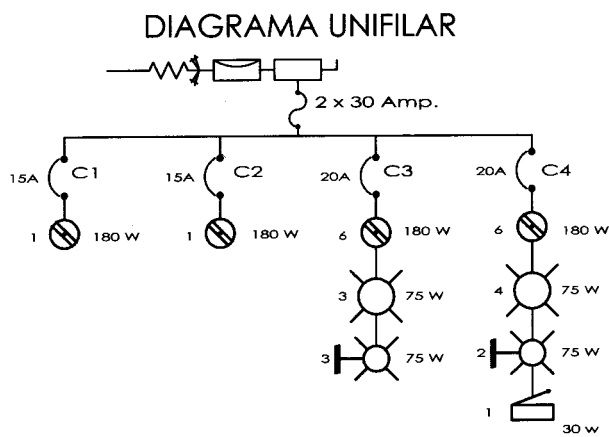 DIAGRAMA UNIFILAR
2 x 30 Amp.
15A C1 15A C2 20A C3 20A C4
1 180 W 1 180 W 6 180 W 6 180 W
3 75 W 4 75 W
3 75 W 2 75 W
1 30 W